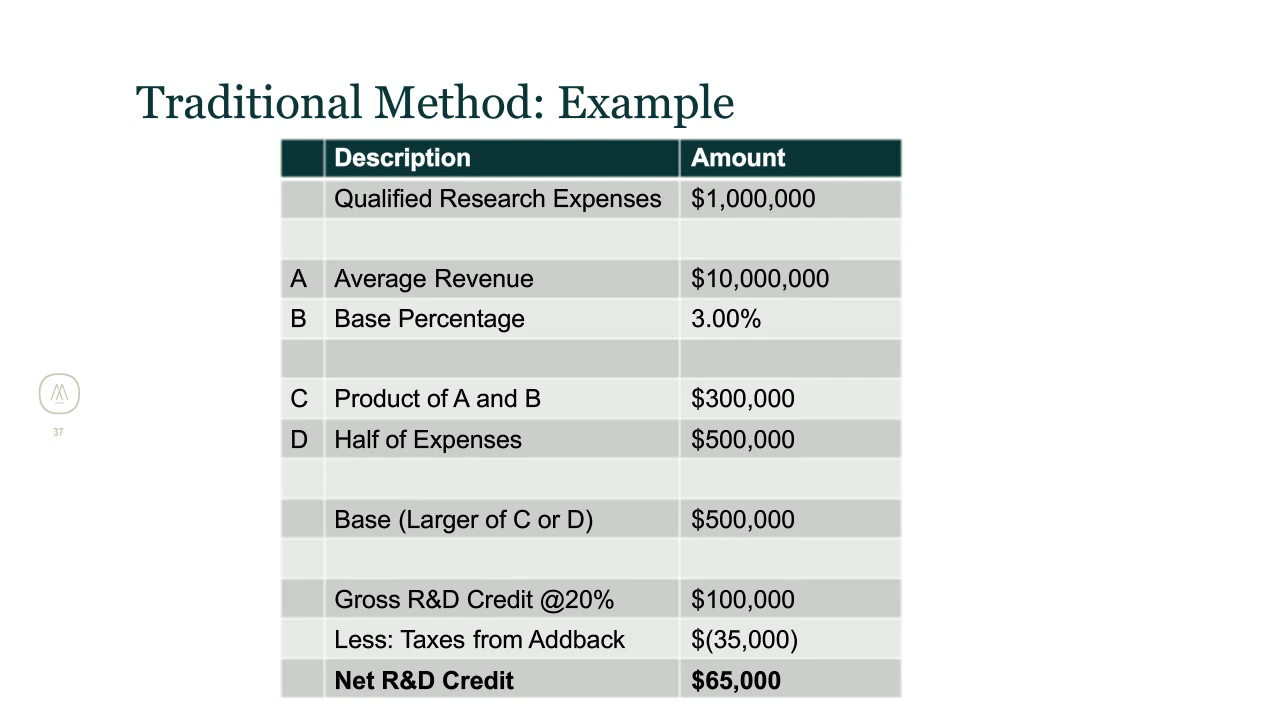 Traditional Method: Example
Description Amount
Qualified Research Expenses $1,000,000
A Average Revenue $10,000,000
B Base Percentage 3.00%
C Product of A and B $300,000
D Half of Expenses $500,000
Base (Larger of C or D) $500,000
Gross R&D Credit @20% $100,000
Less: Taxes from Addback $(35,000)
Net R&D Credit $65,000
37